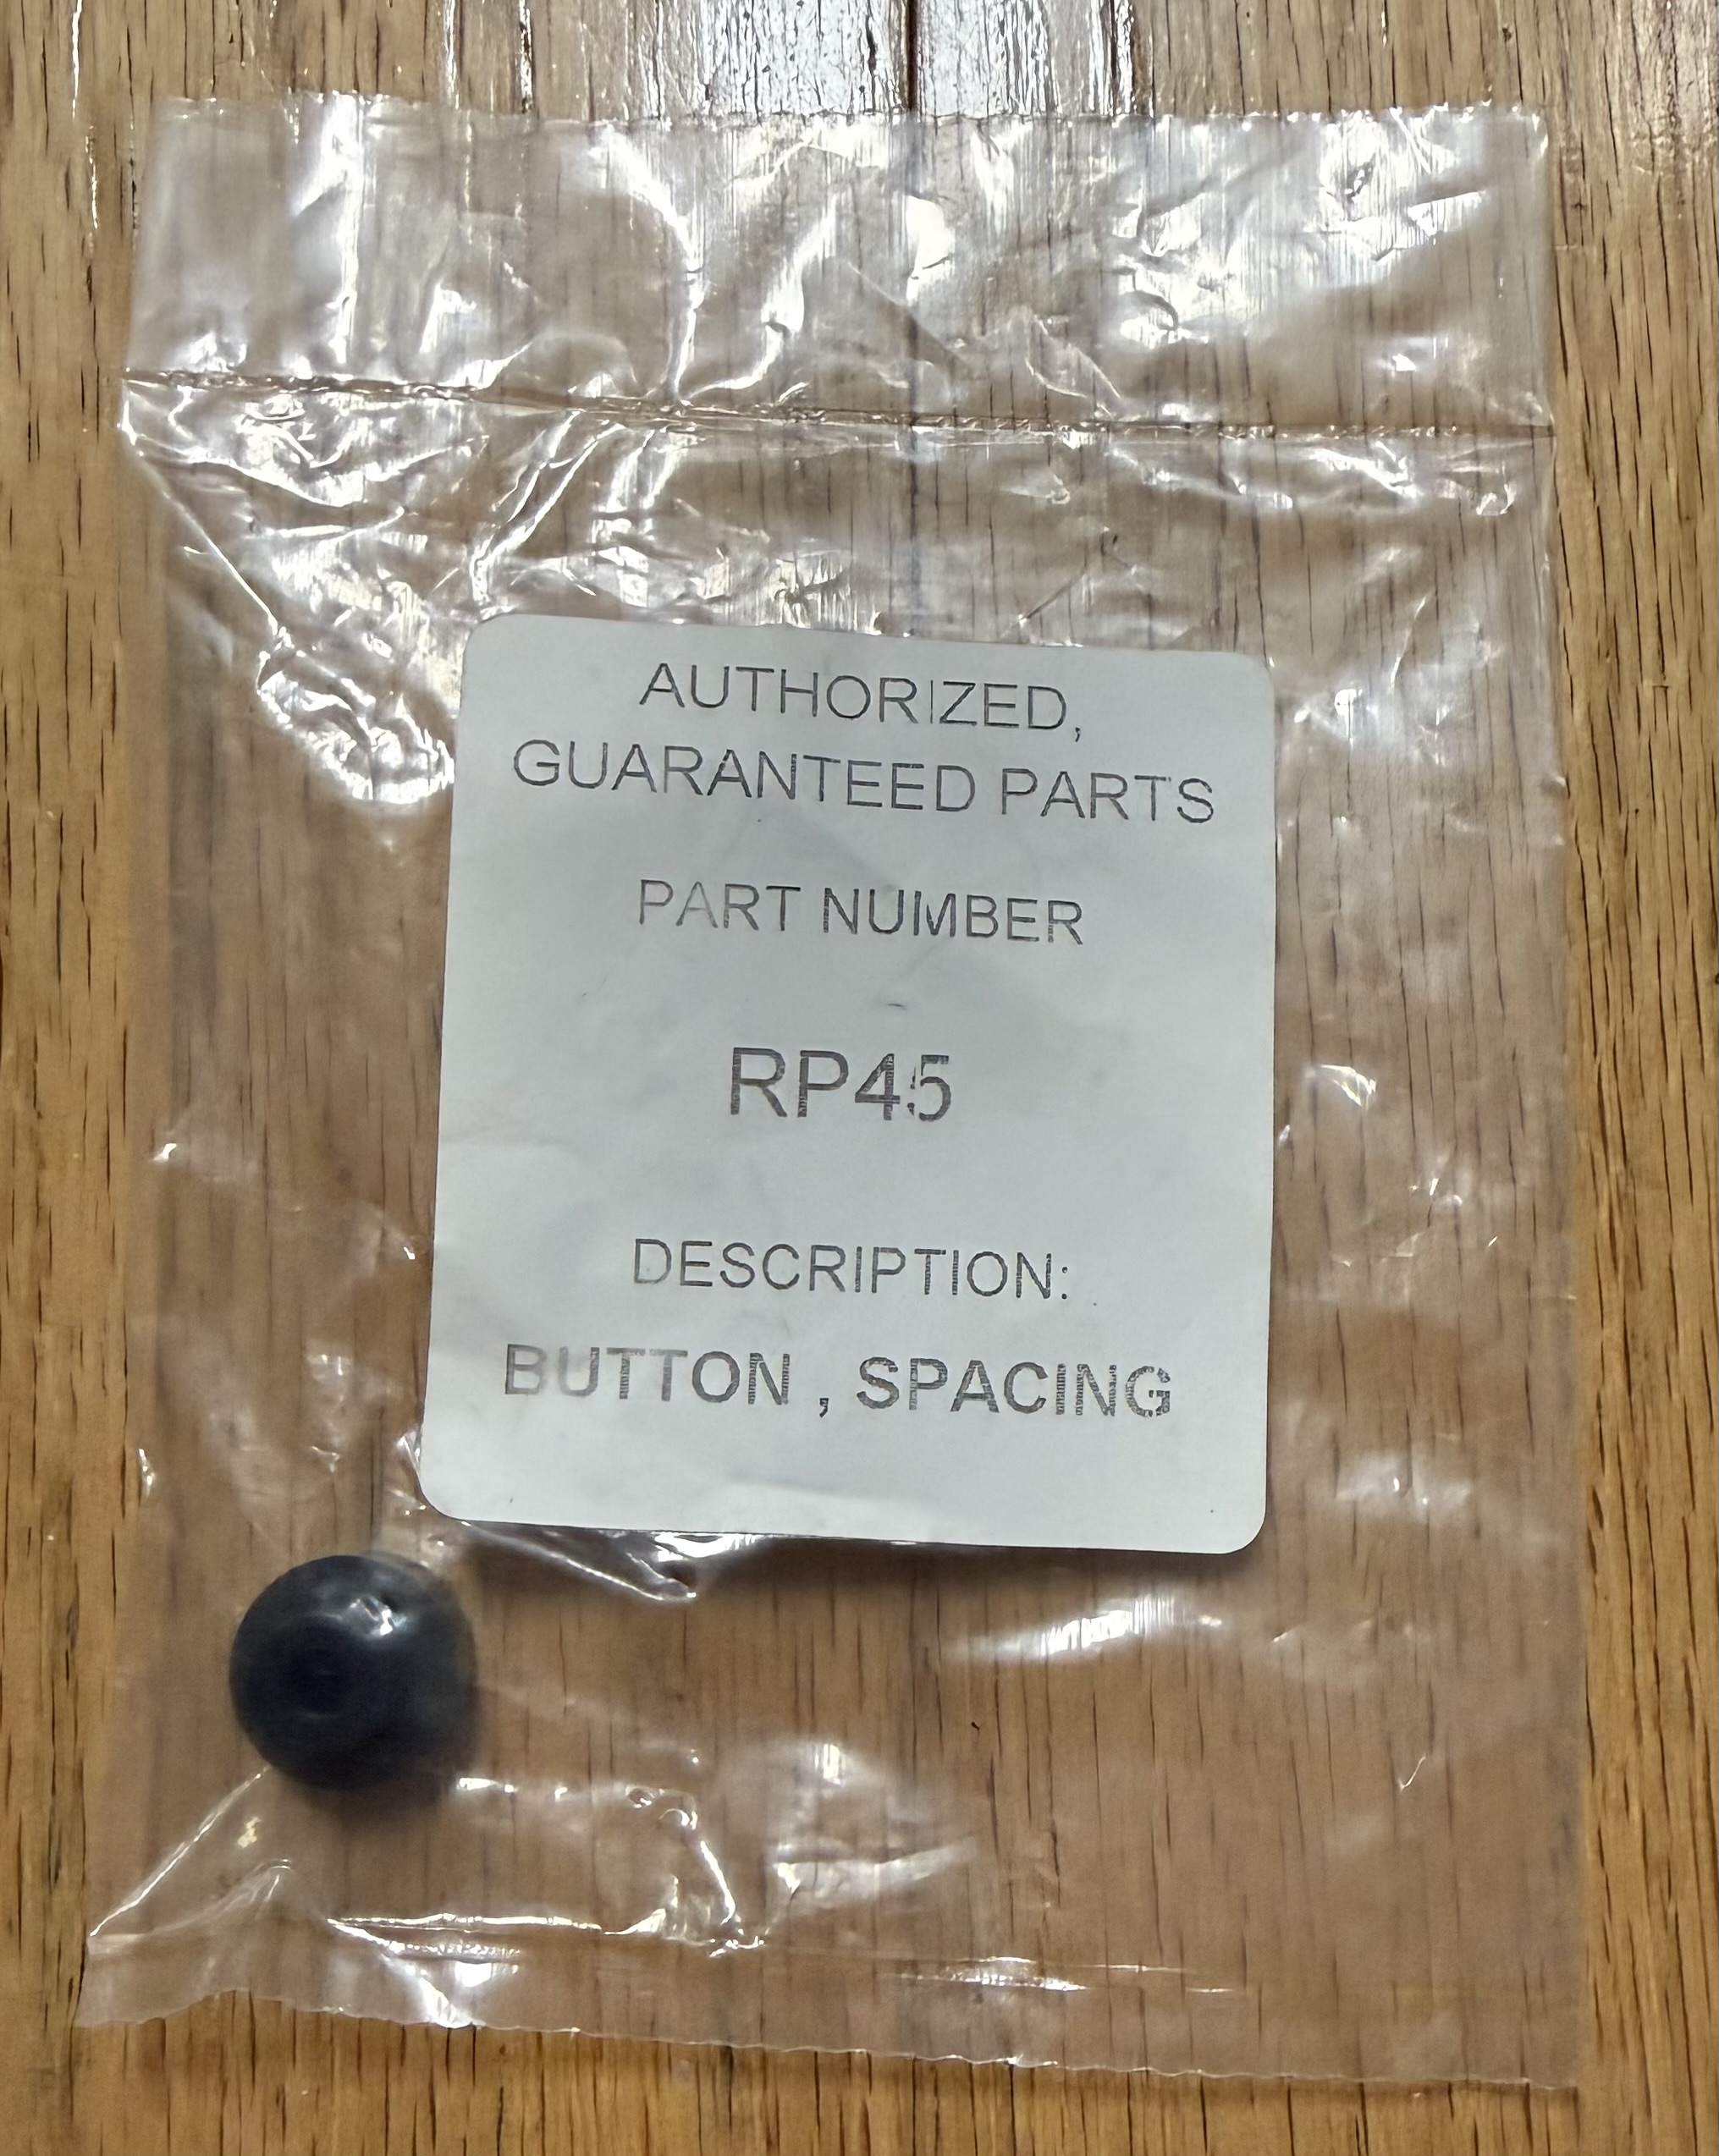 AUTHORIZED,
GUARANTEED PARTS
PART NUMBER
RP45
DESCRIPTION:
BUTTON , SPACING